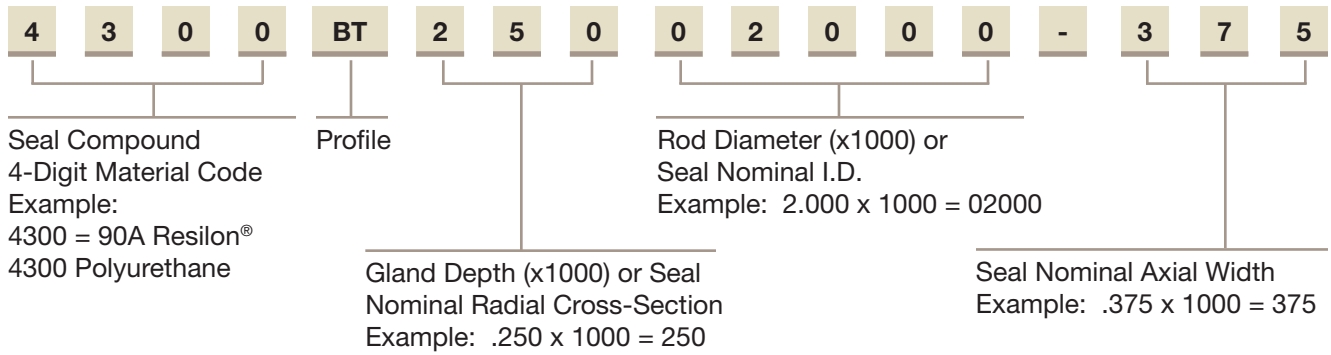 4 3 0 0 BT 2 5 0 0 2 0 0 0 - 3 7 5
Seal Compound
4-Digit Material Code
Example:
4300 = 90A Resilon®
4300 Polyurethane
Profile
Gland Depth (x1000) or Seal
Nominal Radial Cross-Section
Example: .250 x 1000 = 250
Rod Diameter (x1000) or
Seal Nominal I.D.
Example: 2.000 x 1000 = 02000
Seal Nominal Axial Width
Example: .375 x 1000 = 375